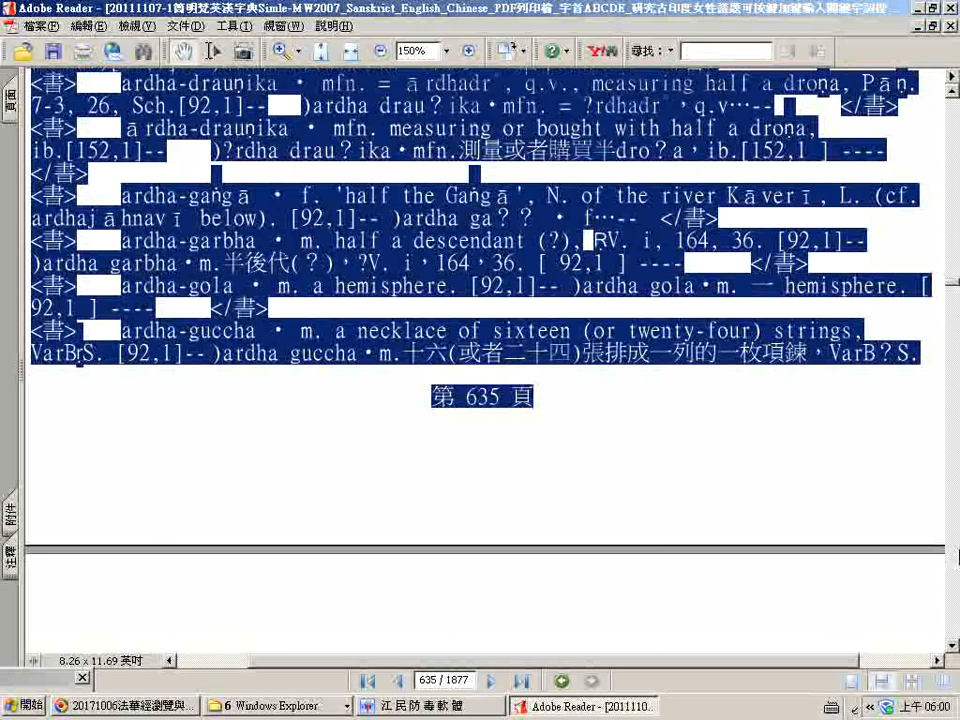 Adobe Reader - [20111107-1簡明梵英漢字典Simle-MW2007_Sanskrict_English_Chinese_PDF列印檔_字首ABCDE_研究古印度女性議題可按鍵加鍵輸入關鍵字詞搜
檔案(F) 編輯(E) 檢視(V) 文件(D) 工具(T) 視窗(W) 說明(H)
150% 尋找：
頁面
<書> ardha-drauṇika • mfn. = ārdhadr°, q.v., measuring half a droṇa, Pāṇ.
7-3, 26, Sch.[92,1]-- )ardha drau？ika•mfn. = ?rdhadr°，q.v…-- </書>
<書> ārdha-drauṇika • mfn. measuring or bought with half a droṇa,
ib.[152,1]-- )?rdha drau？ika•mfn.測量或者購買半dro？a，ib.[152,1 ] ----
</書>
<書> ardha-gaṅgā • f. 'half the Gaṅgā', N. of the river Kāverī, L. (cf.
ardhajāhnavī below). [92,1]-- )ardha ga？？ • f…-- </書>
<書> ardha-garbha • m. half a descendant (?), ṚV. i, 164, 36. [92,1]--
)ardha garbha•m.半後代(？)，?V. i，164，36. [ 92,1 ] ---- </書>
<書> ardha-gola • m. a hemisphere. [92,1]-- )ardha gola•m. 一 hemisphere. [
92,1 ] ---- </書>
<書> ardha-guccha • m. a necklace of sixteen (or twenty-four) strings,
VarBṛS. [92,1]-- )ardha guccha•m.十六(或者二十四)張排成一列的一枚項鍊，VarB？S.
第 635 頁
附件
注釋
8.26 x 11.69 英吋
635 / 1877
開始 20171006法華經瀏覽與... 6 Windows Explorer 江民防毒軟體 Adobe Reader - [2011110... 上午 06:00